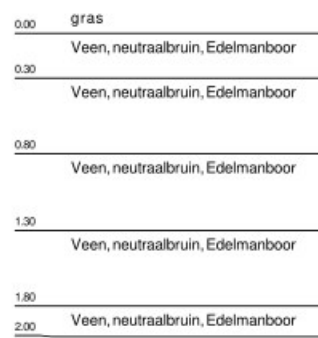 0.00 gras
Veen, neutraalbruin, Edelmanboor
0.30
Veen, neutraalbruin, Edelmanboor
0.80
Veen, neutraalbruin, Edelmanboor
1.30
Veen, neutraalbruin, Edelmanboor
1.80
Veen, neutraalbruin, Edelmanboor
2.00